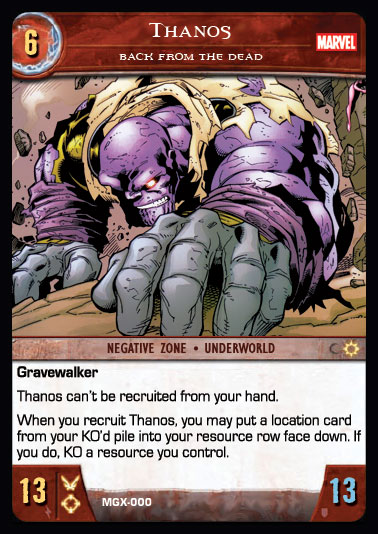 6
THANOS
MARVEL
BACK FROM THE DEAD
NEGATIVE ZONE • UNDERWORLD
C
Gravewalker
Thanos can't be recruited from your hand.
When you recruit Thanos, you may put a location card
from your KO'd pile into your resource row face down. If
you do, KO a resource you control.
13
MGX-000
13